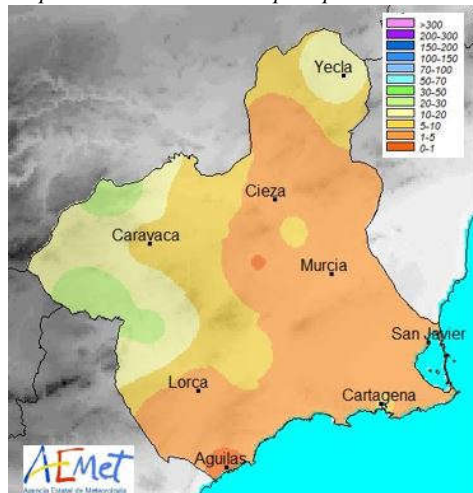 >300
200-300
150-200
100-150
70-100
50-70
30-50
20-30
10-20
5-10
1-5
0-1
Yecla
Cieza
Caravaca
Murcia
San Javier
Lorca
Cartagena
Aguilas
AEMet
Agencia Estatal de Meteorología